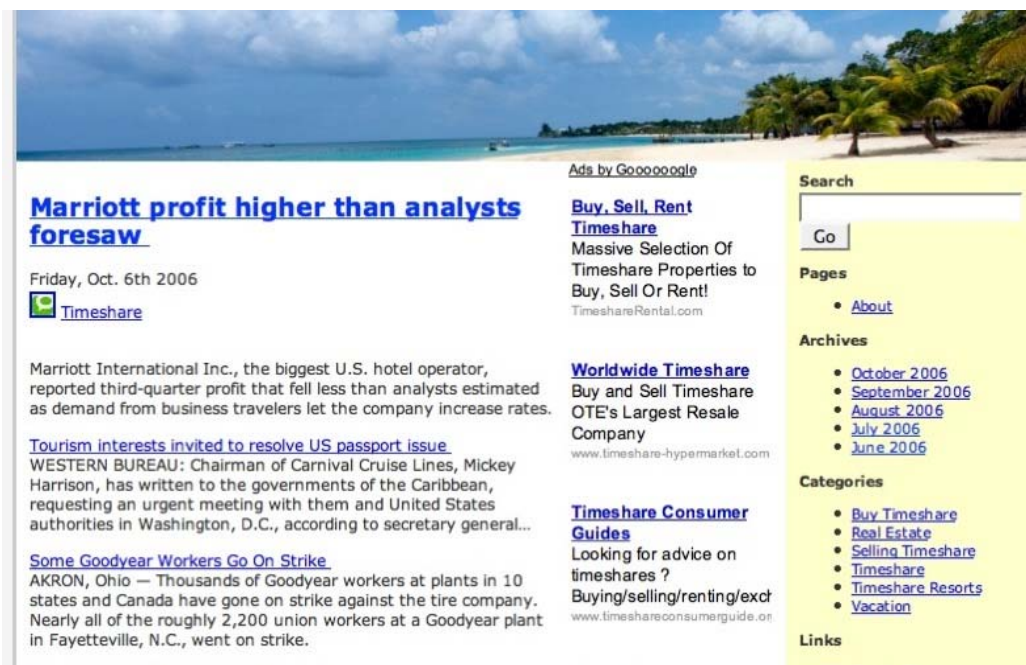 Marriott profit higher than analysts
foresaw
Friday, Oct. 6th 2006
Timeshare
Marriott International Inc., the biggest U.S. hotel operator,
reported third-quarter profit that fell less than analysts estimated
as demand from business travelers let the company increase rates.
Tourism interests invited to resolve US passport issue
WESTERN BUREAU: Chairman of Carnival Cruise Lines, Mickey
Harrison, has written to the governments of the Caribbean,
requesting an urgent meeting with them and United States
authorities in Washington, D.C., according to secretary general...
Some Goodyear Workers Go On Strike
AKRON, Ohio — Thousands of Goodyear workers at plants in 10
states and Canada have gone on strike against the tire company.
Nearly all of the roughly 2,200 union workers at a Goodyear plant
in Fayetteville, N.C., went on strike.
Ads by Goooooogle
Buy, Sell, Rent
Timeshare
Massive Selection Of
Timeshare Properties to
Buy, Sell Or Rent!
TimeshareRental.com
Worldwide Timeshare
Buy and Sell Timeshare
OTE's Largest Resale
Company
www.timeshare-hypermarket.com
Timeshare Consumer
Guides
Looking for advice on
timeshares ?
Buying/selling/renting/exch
www.timeshareconsumerguide.or
Search
Go
Pages
About
Archives
October 2006
September 2006
August 2006
July 2006
June 2006
Categories
Buy Timeshare
Real Estate
Selling Timeshare
Timeshare
Timeshare Resorts
Vacation
Links